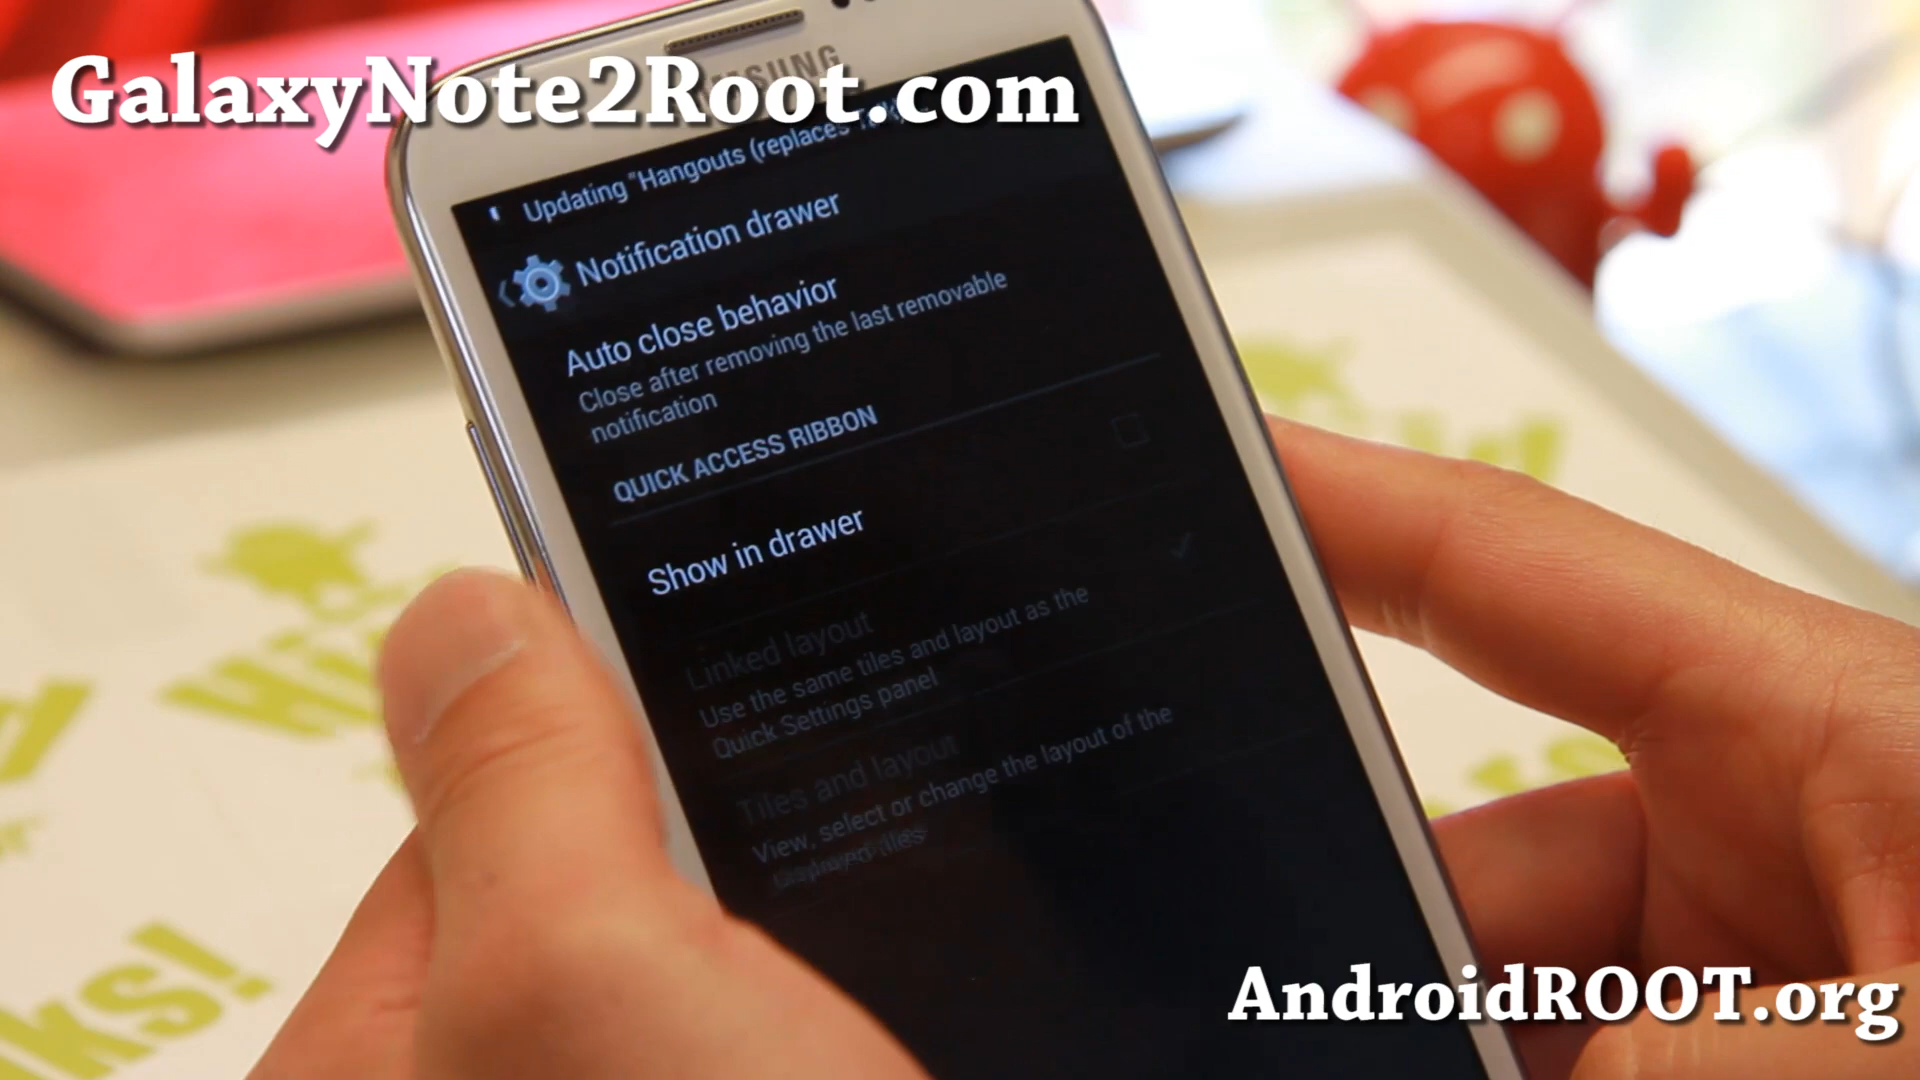 GalaxyNote2Root.com
Updating "Hangouts (replaces
Notification drawer
Auto close behavior
Close after removing the last removable
notification
QUICK ACCESS RIBBON
Show in drawer
Linked layout
Use the same tiles and layout as the
Quick Settings panel
Tiles and layout
View, select or change the layout of the
displayed tiles
AndroidROOT.org